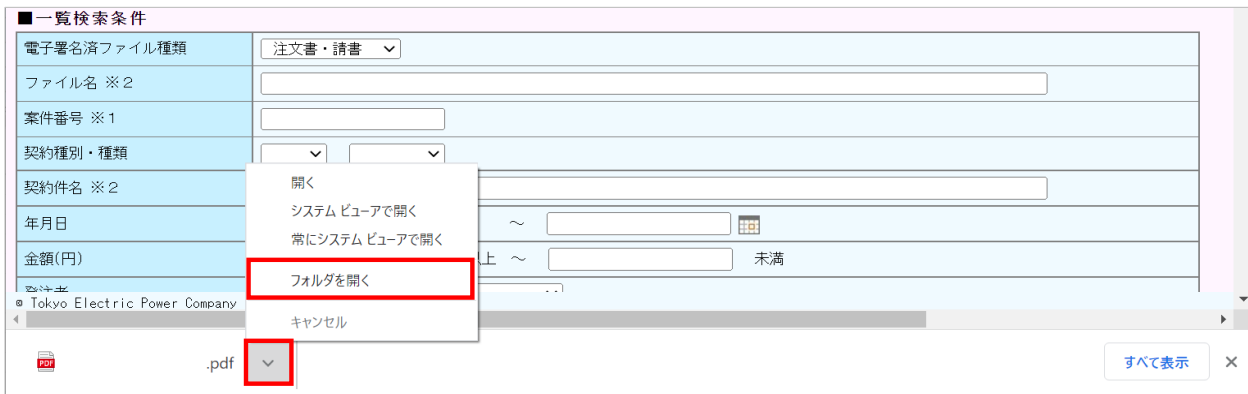 ■一覧検索条件
電子署名済ファイル種類 注文書・請書
ファイル名 ※2
案件番号 ※1
契約種別・種類
契約件名 ※2
年月日 ～
金額(円) 以上 ～ 未満
発注者
© Tokyo Electric Power Company
開く
システム ビューアで開く
常にシステム ビューアで開く
フォルダを開く
キャンセル
PDF .pdf
すべて表示